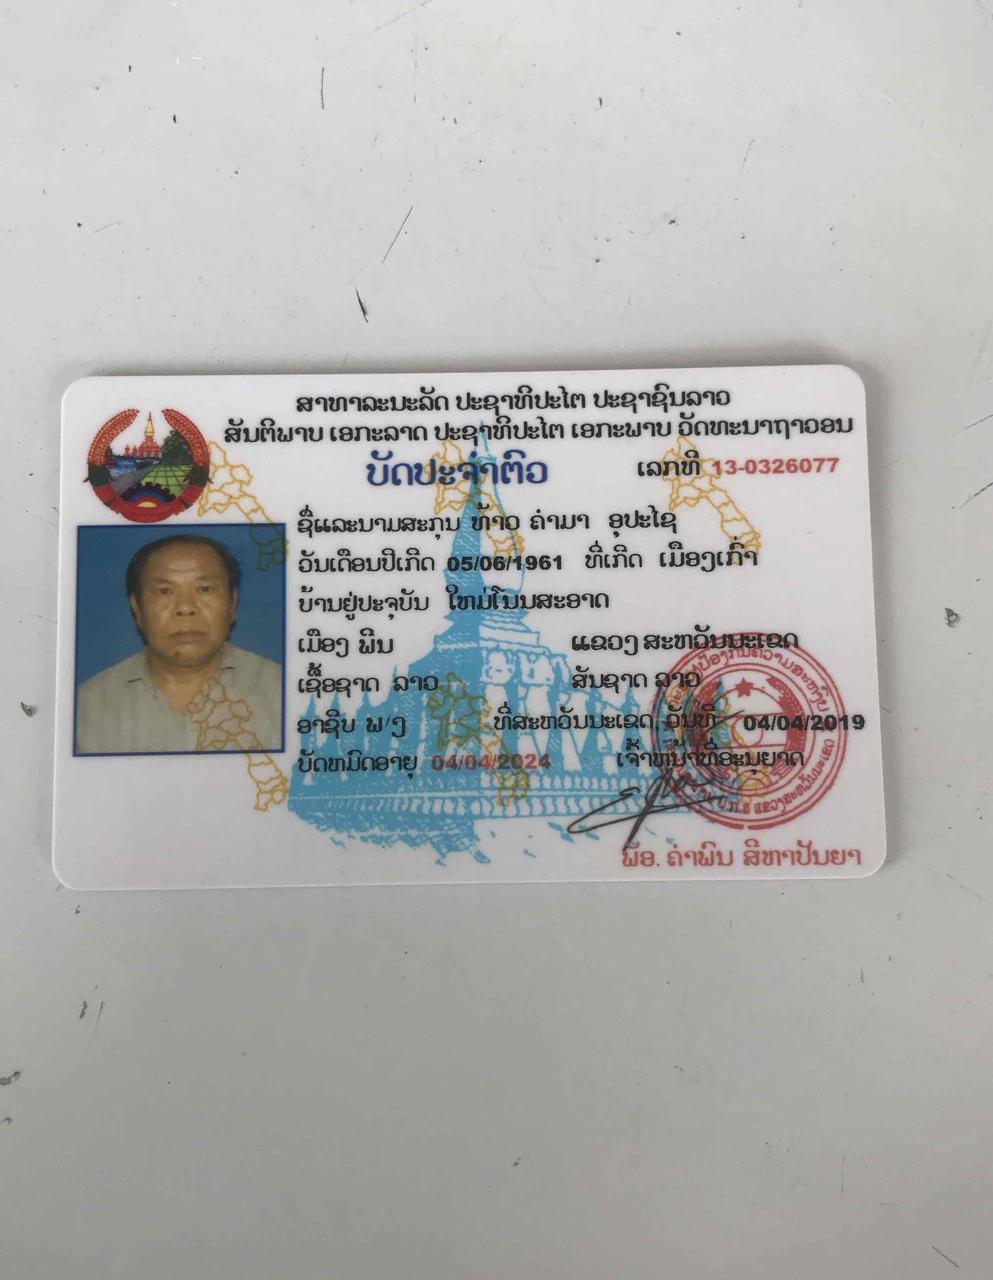 ສາທາລະນະລັດ ປະຊາທິປະໄຕ ປະຊາຊົນລາວ
ສັນຕິພາບ ເອກະລາດ ປະຊາທິປະໄຕ ເອກະພາບ ວັດທະນາຖາວອນ
ບັດປະຈຳຕົວ ເລກທີ 13-0326077
ຊື່ແລະນາມສະກຸນ ທ້າວ ຄຳມາ ອຸປະໄຊ
ວັນເດືອນປີເກີດ 05/06/1961 ທີ່ເກີດ ເມືອງເກົ່າ
ບ້ານຢູ່ປະຈຸບັນ ໃຫມ່ໂນນສະອາດ
ເມືອງ ພີນ ແຂວງ ສະຫວັນນະເຂດ
ເຊື້ອຊາດ ລາວ ສັນຊາດ ລາວ
ອາຊີບ ພ/ງ ທີ່ສະຫວັນນະເຂດ ວັນທີ 04/04/2019
ບັດຫມົດອາຍຸ 04/04/2024 ເຈົ້າຫນ້າທີ່ອະນຸຍາດ
ພັອ. ຄຳພົນ ສີຫາປັນຍາ